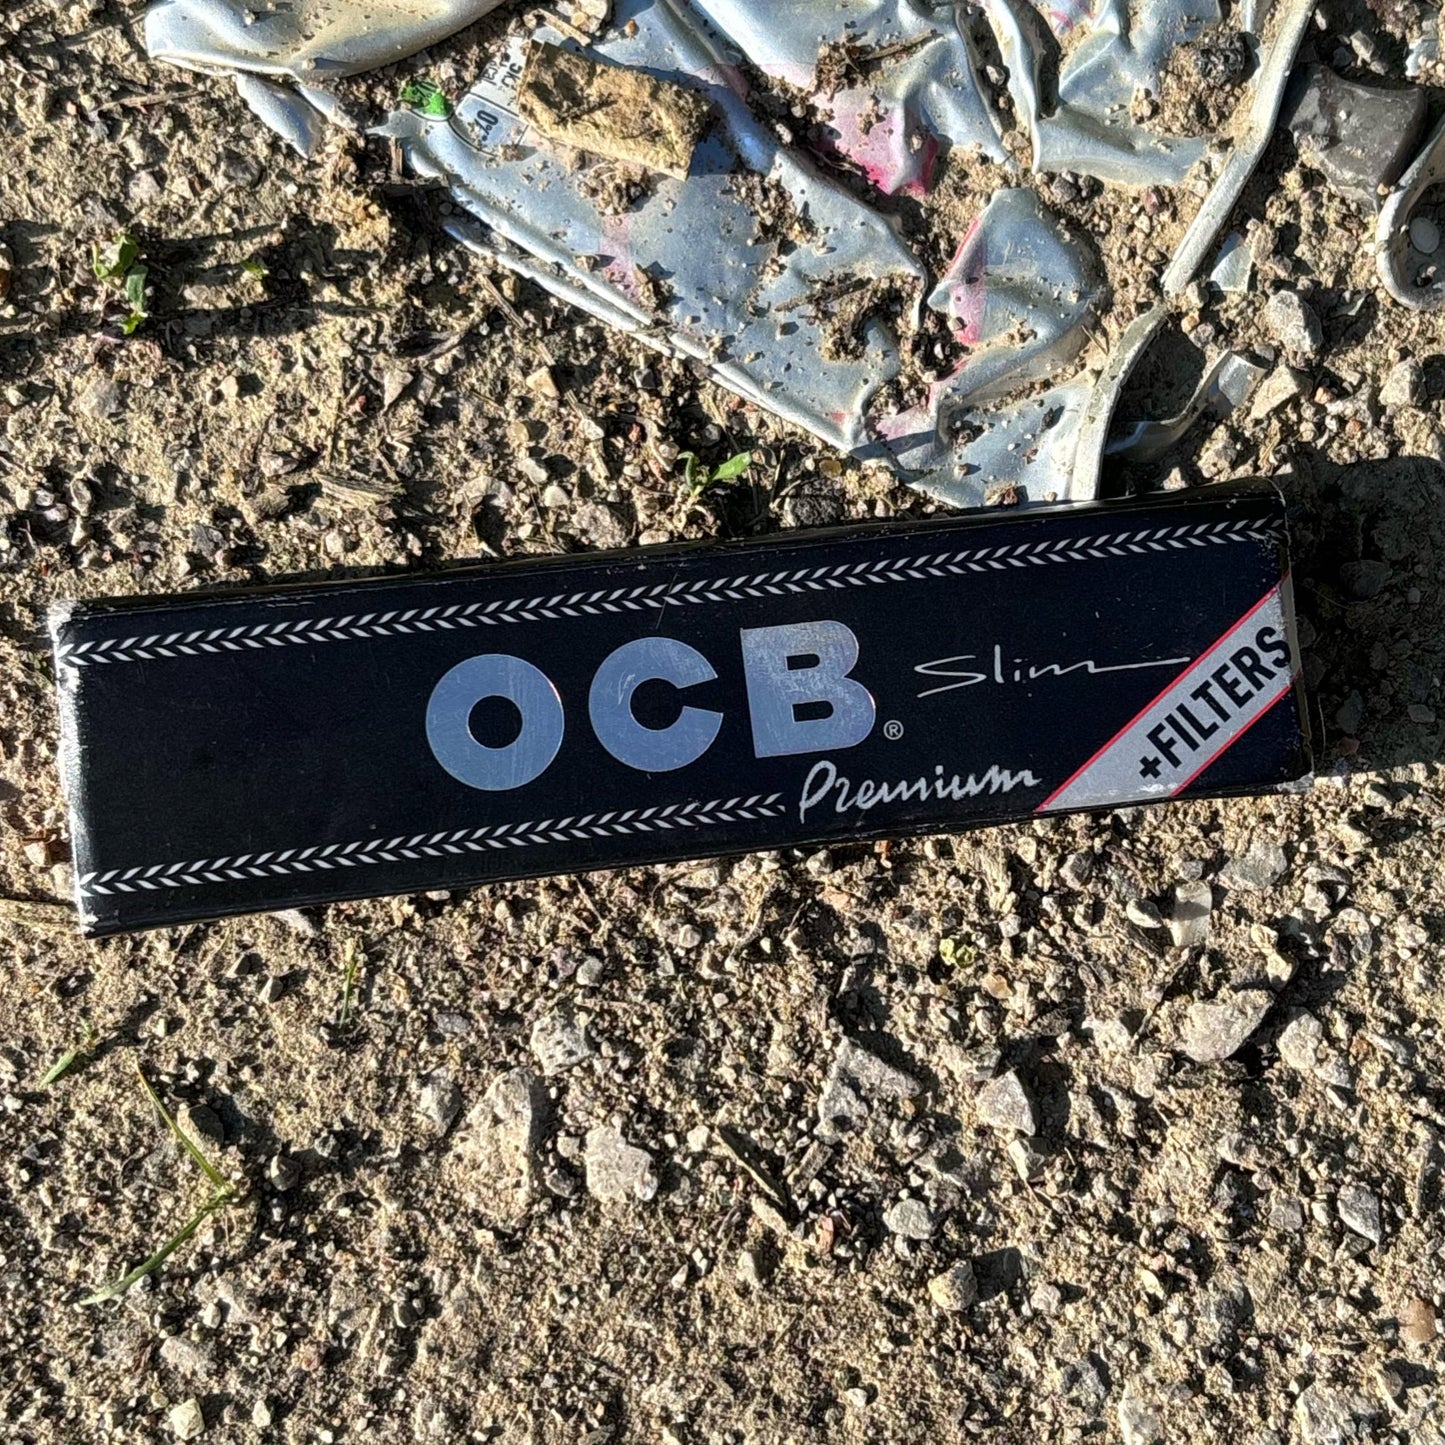 OCB®
Slim
Premium
+FILTERS